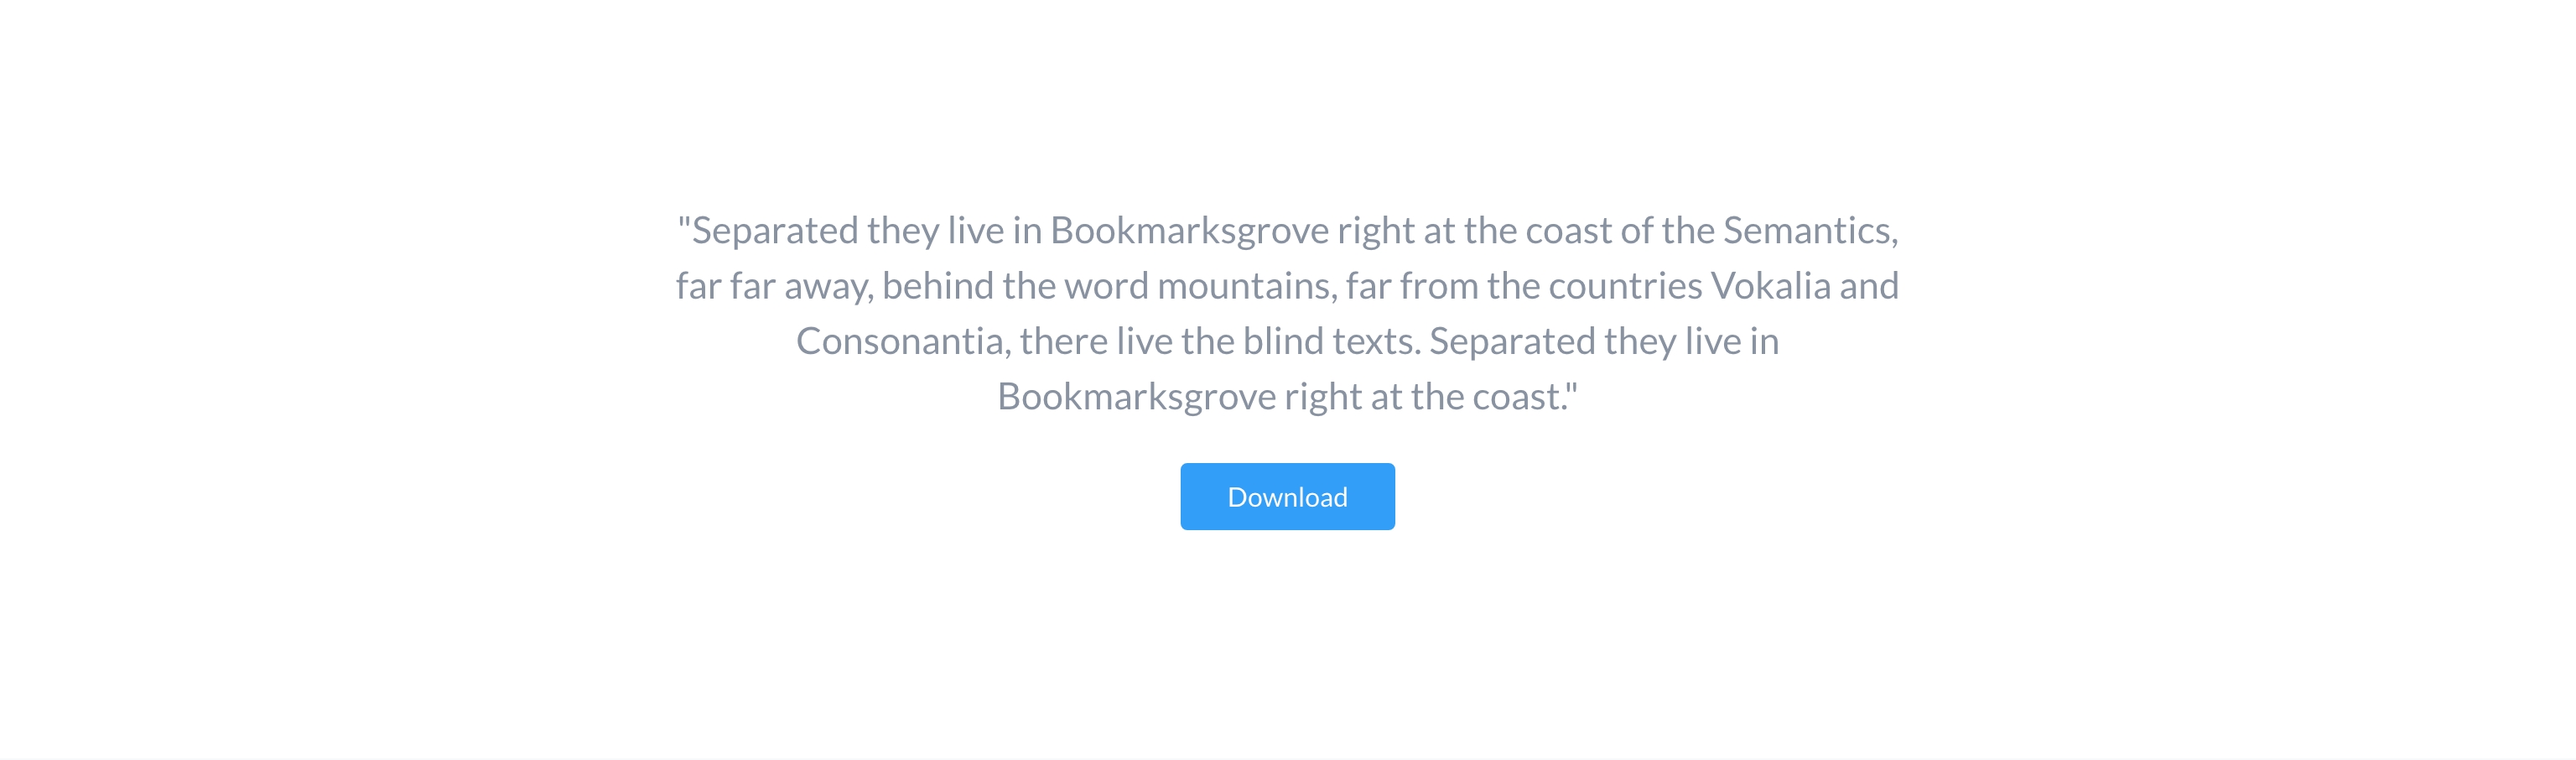 "Separated they live in Bookmarksgrove right at the coast of the Semantics,
far far away, behind the word mountains, far from the countries Vokalia and
Consonantia, there live the blind texts. Separated they live in
Bookmarksgrove right at the coast."
Download